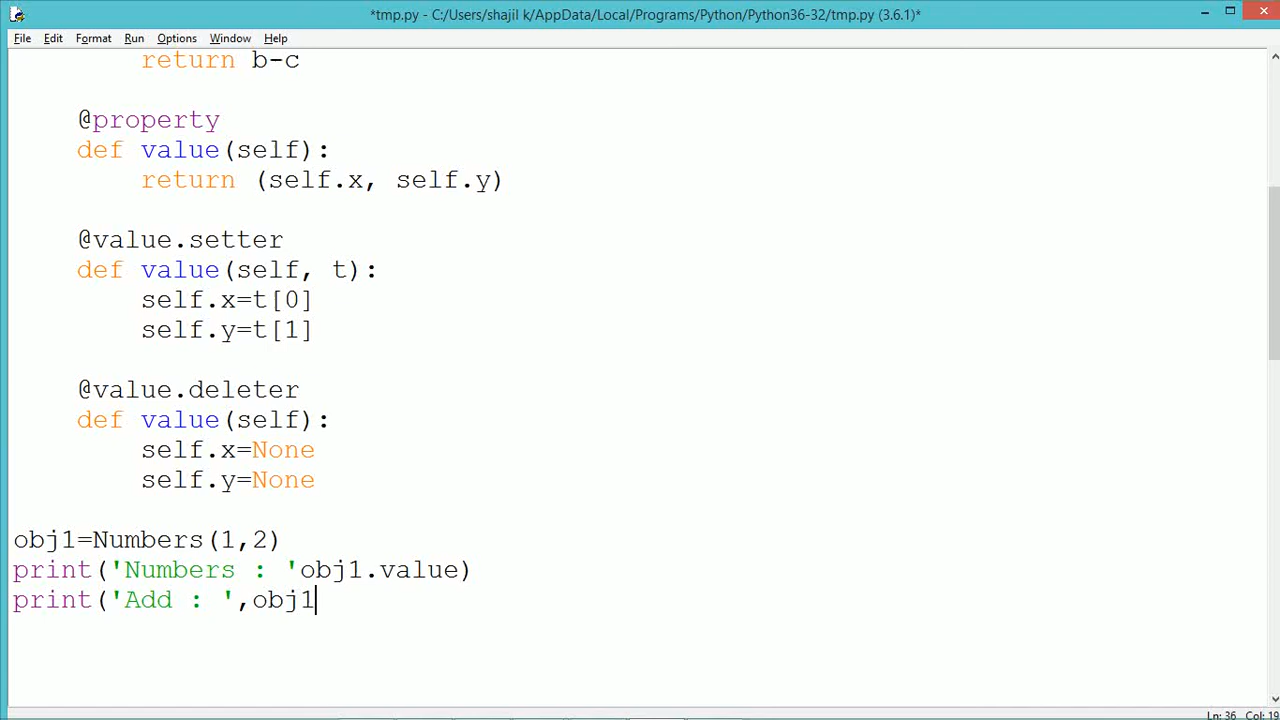 *tmp.py - C:/Users/shajil k/AppData/Local/Programs/Python/Python36-32/tmp.py (3.6.1)*
File Edit Format Run Options Window Help
        return b-c
    @property
    def value(self):
        return (self.x, self.y)
    @value.setter
    def value(self, t):
        self.x=t[0]
        self.y=t[1]
    @value.deleter
    def value(self):
        self.x=None
        self.y=None
obj1=Numbers(1,2)
print('Numbers : 'obj1.value)
print('Add : ',obj1
Ln: 36 Col: 19